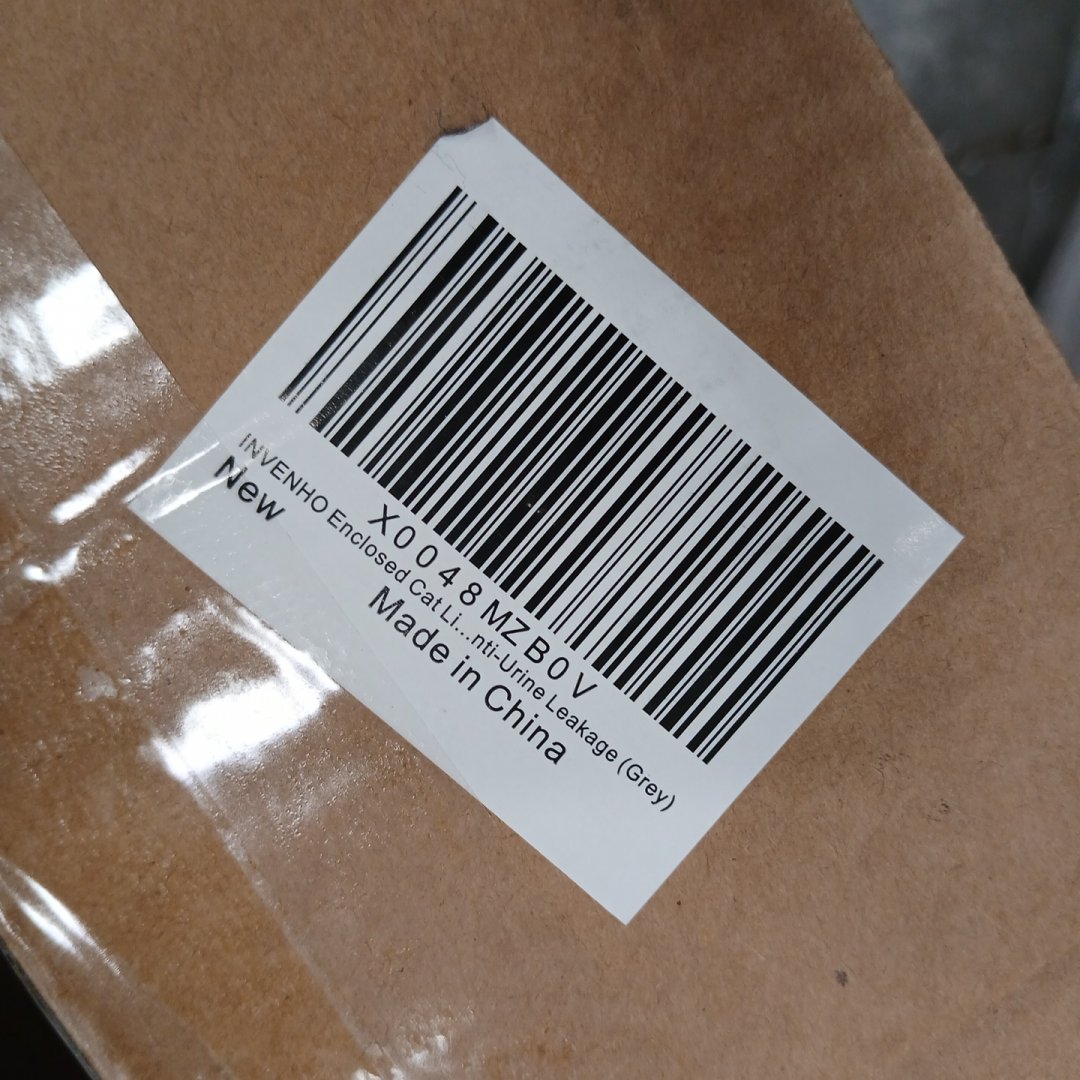 X0048MZB0V
INVENHO Enclosed Cat Li...nti-Urine Leakage (Grey)
New
Made in China